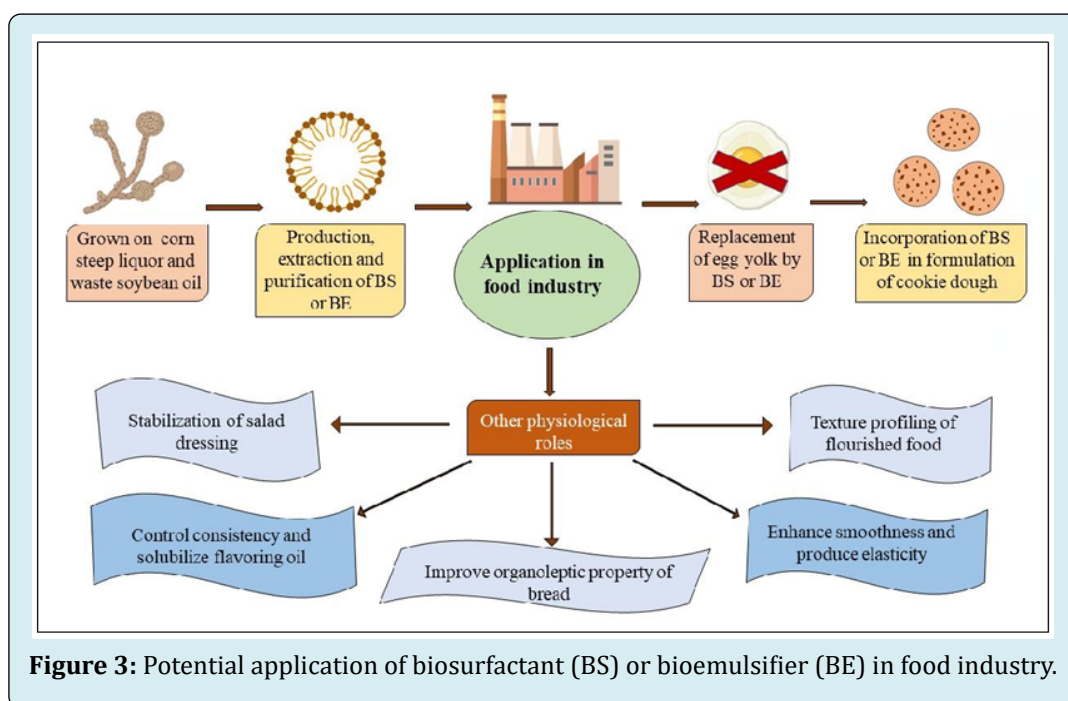 Grown on corn
steep liquor and
waste soybean oil
Production,
extraction and
purification of BS
or BE
Application in
food industry
Replacement
of egg yolk by
BS or BE
Incorporation of BS
or BE in formulation
of cookie dough
Other physiological
roles
Stabilization of salad
dressing
Texture profiling of
flourished food
Control consistency and
solubilize flavoring oil
Improve organoleptic property of
bread
Enhance smoothness and
produce elasticity
Figure 3: Potential application of biosurfactant (BS) or bioemulsifier (BE) in food industry.